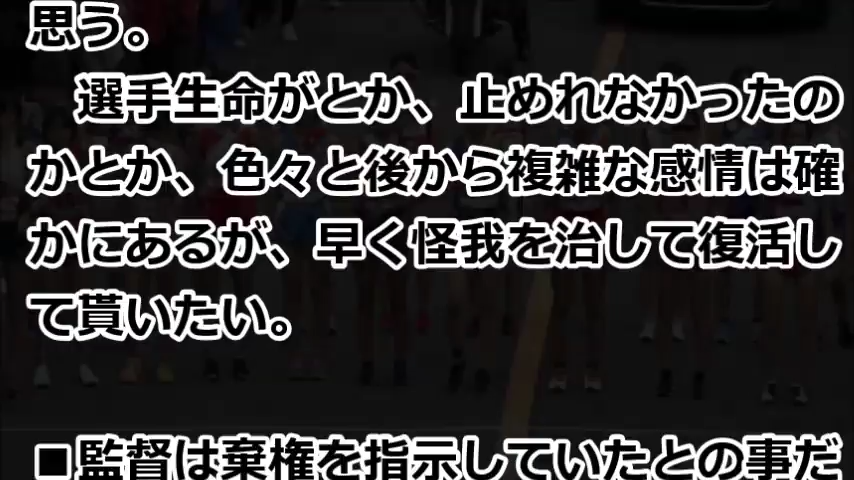 思う。
選手生命がとか、止めれなかったの
かとか、色々と後から複雑な感情は確
かにあるが、早く怪我を治して復活し
て貰いたい。
■監督は棄権を指示していたとの事だ